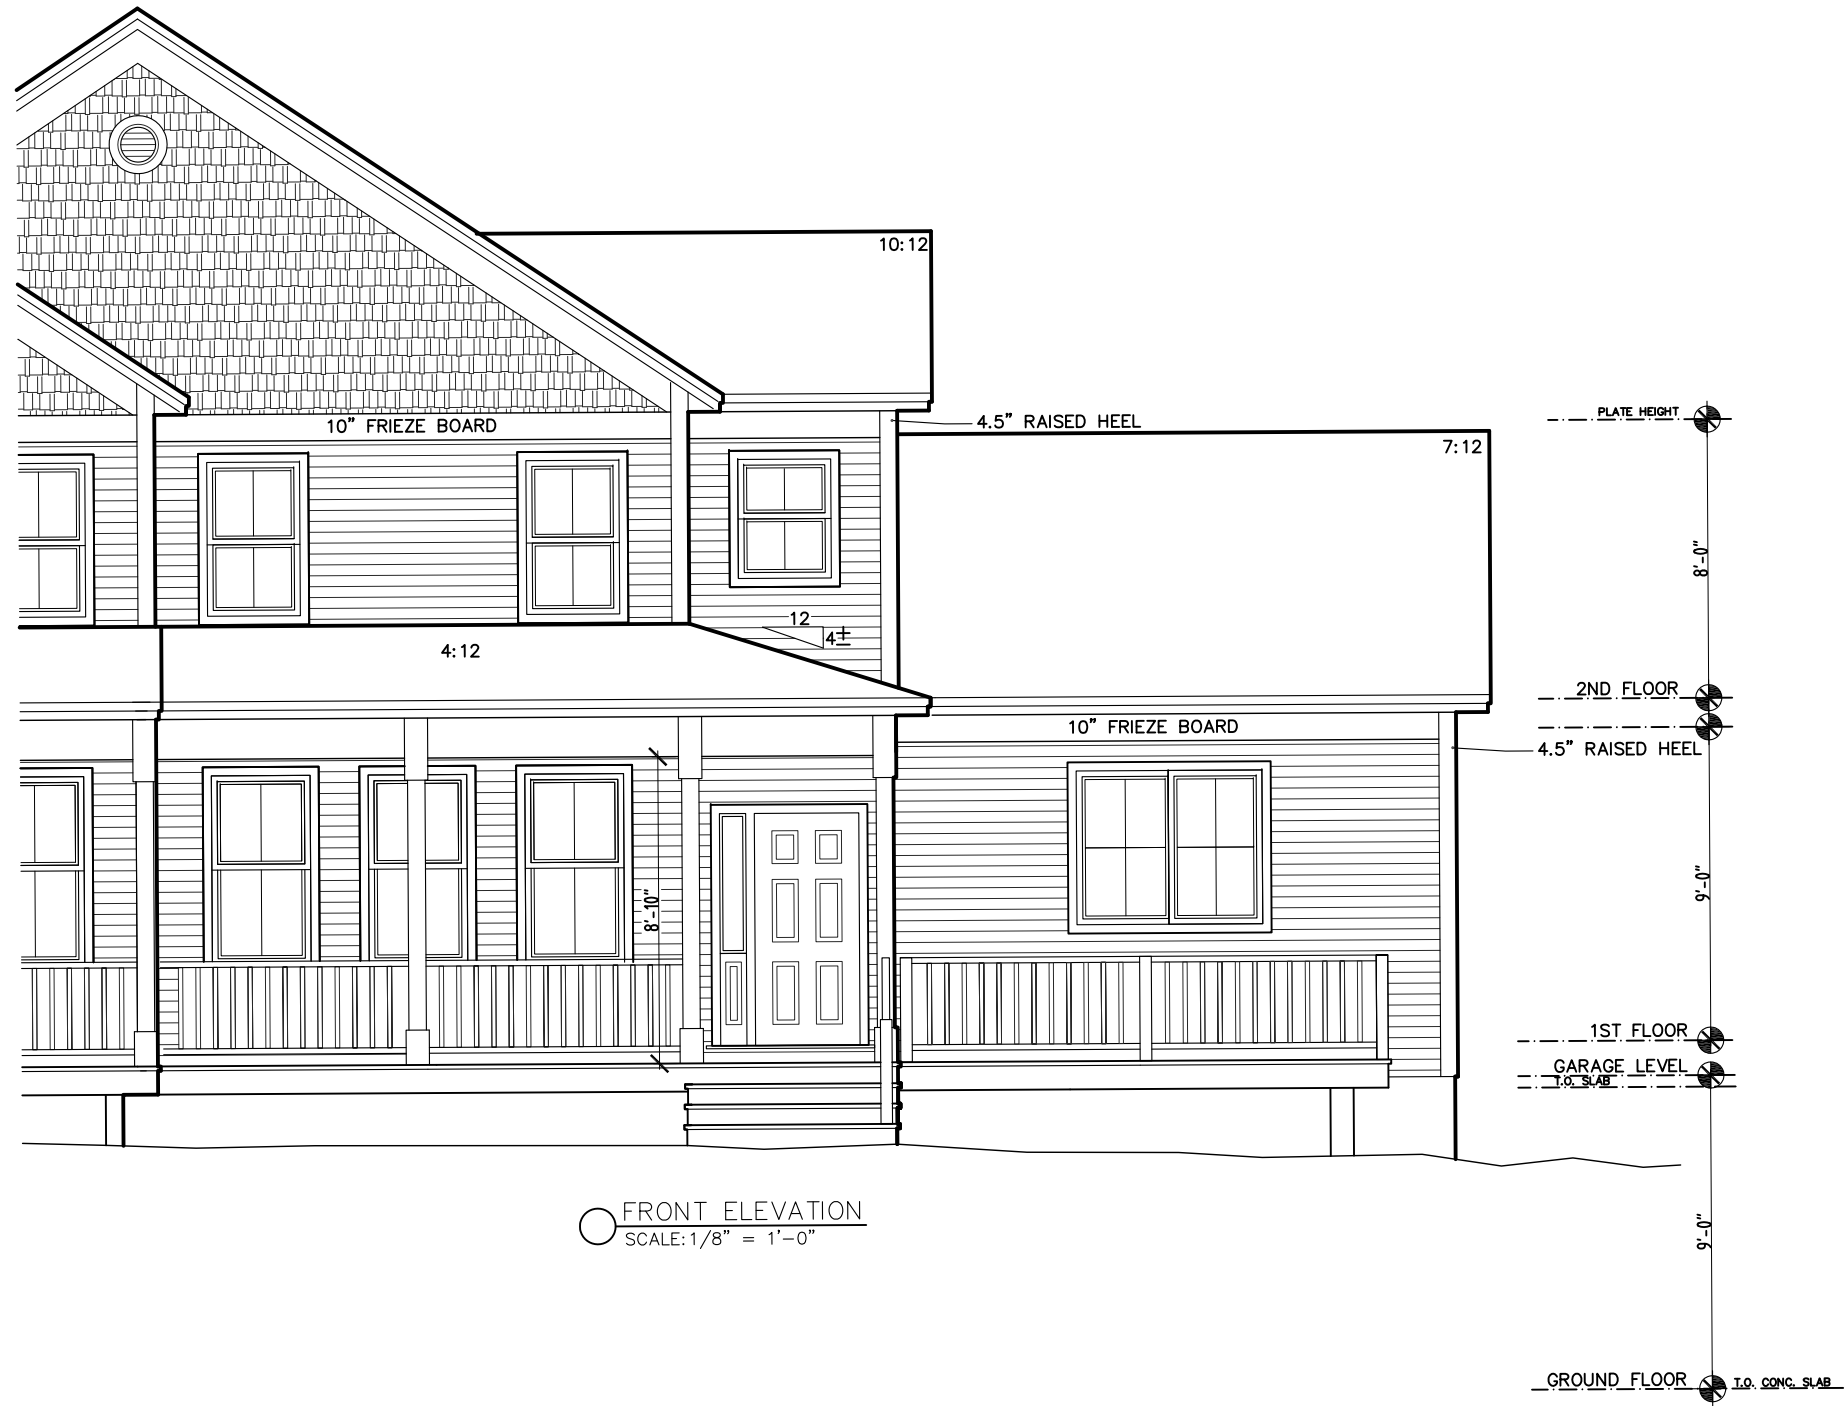 10:12
PLATE HEIGHT
10" FRIEZE BOARD
4.5" RAISED HEEL
7:12
8'-0"
12
4±
4:12
2ND FLOOR
10" FRIEZE BOARD
4.5" RAISED HEEL
8'-10"
9'-0"
1ST FLOOR
GARAGE LEVEL
T.O. SLAB
FRONT ELEVATION
SCALE:1/8" = 1'-0"
9'-0"
GROUND FLOOR T.O. CONC. SLAB